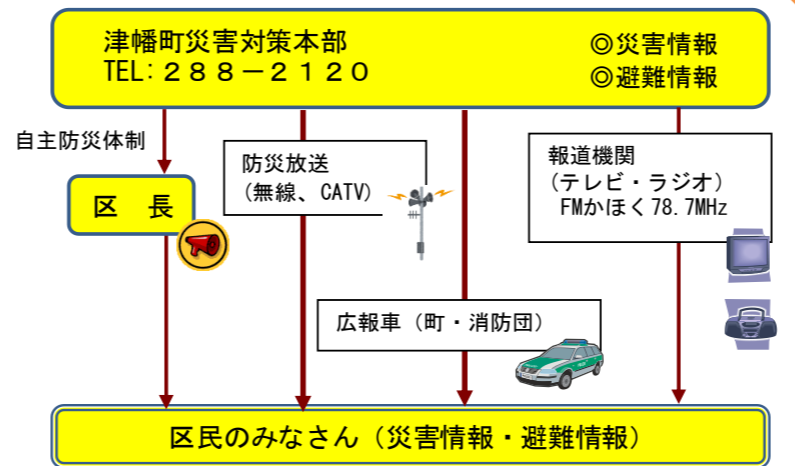 津幡町災害対策本部
TEL:２８８－２１２０
◎災害情報
◎避難情報
自主防災体制
区　長
防災放送
(無線、CATV)
報道機関
(テレビ・ラジオ)
FMかほく78.7MHz
広報車（町・消防団）
区民のみなさん（災害情報・避難情報）